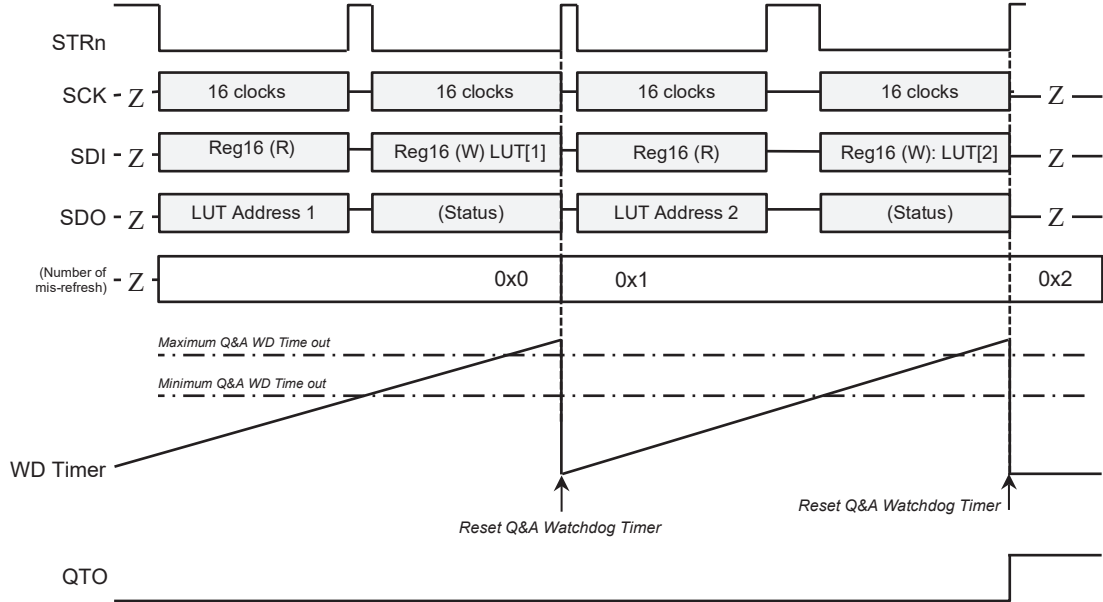 STRn
SCK Z 16 clocks 16 clocks 16 clocks 16 clocks Z
SDI Z Reg16 (R) Reg16 (W) LUT[1] Reg16 (R) Reg16 (W): LUT[2] Z
SDO Z LUT Address 1 (Status) LUT Address 2 (Status) Z
(Number of
mis-refresh) Z 0x0 0x1 0x2
Maximum Q&A WD Time out
Minimum Q&A WD Time out
WD Timer
Reset Q&A Watchdog Timer
Reset Q&A Watchdog Timer
QTO